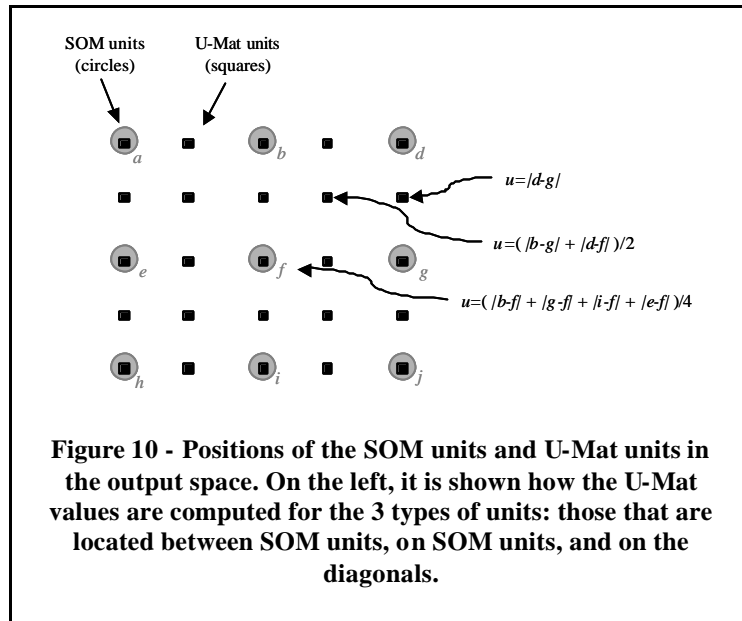 SOM units
(circles)
U-Mat units
(squares)
a
b
d
u=|d-g|
u=( |b-g| + |d-f| )/2
e
f
g
u=( |b-f| + |g-f| + |i-f| + |e-f| )/4
h
i
j
Figure 10 - Positions of the SOM units and U-Mat units in
the output space. On the left, it is shown how the U-Mat
values are computed for the 3 types of units: those that are
located between SOM units, on SOM units, and on the
diagonals.